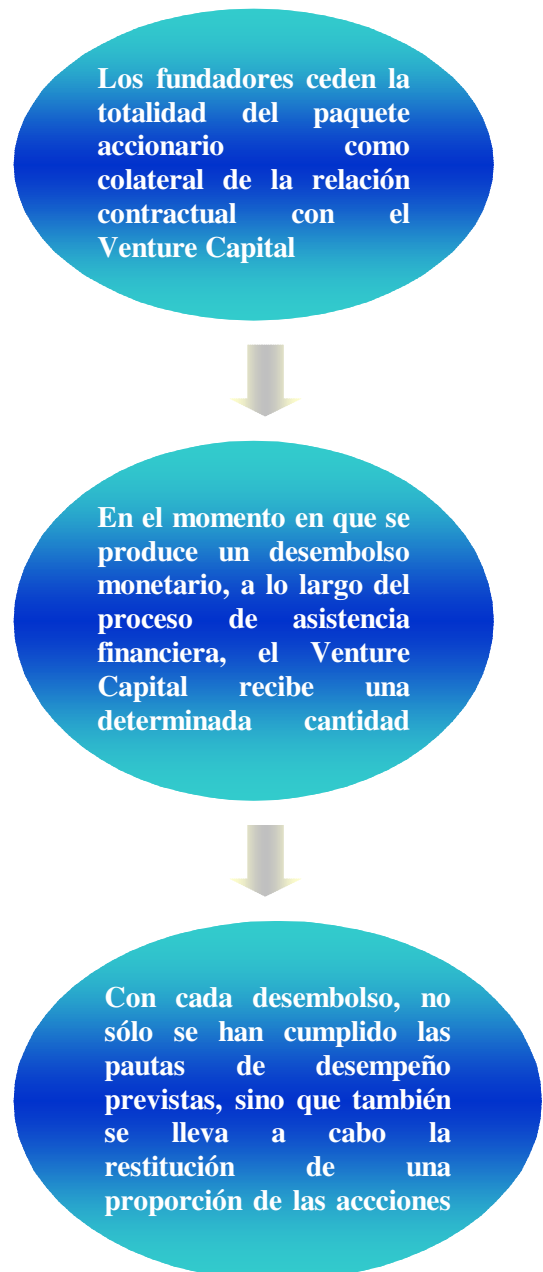 Los fundadores ceden la
totalidad del paquete
accionario como
colateral de la relación
contractual con el
Venture Capital
En el momento en que se
produce un desembolso
monetario, a lo largo del
proceso de asistencia
financiera, el Venture
Capital recibe una
determinada cantidad
Con cada desembolso, no
sólo se han cumplido las
pautas de desempeño
previstas, sino que también
se lleva a cabo la
restitución de una
proporción de las accciones